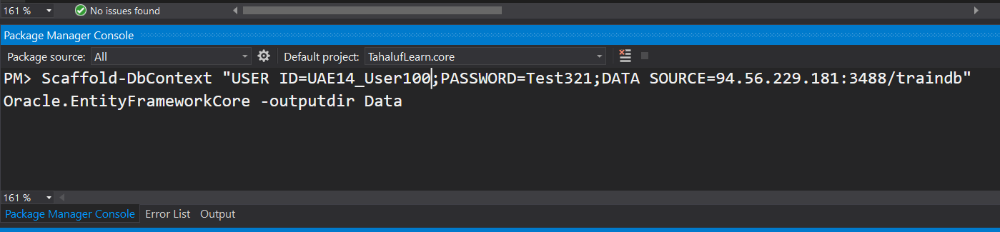 161 %
No issues found
Package Manager Console
Package source: All
Default project: TahalufLearn.core
PM> Scaffold-DbContext "USER ID=UAE14_User100;PASSWORD=Test321;DATA SOURCE=94.56.229.181:3488/traindb"
Oracle.EntityFrameworkCore -outputdir Data
161 %
Package Manager Console
Error List
Output